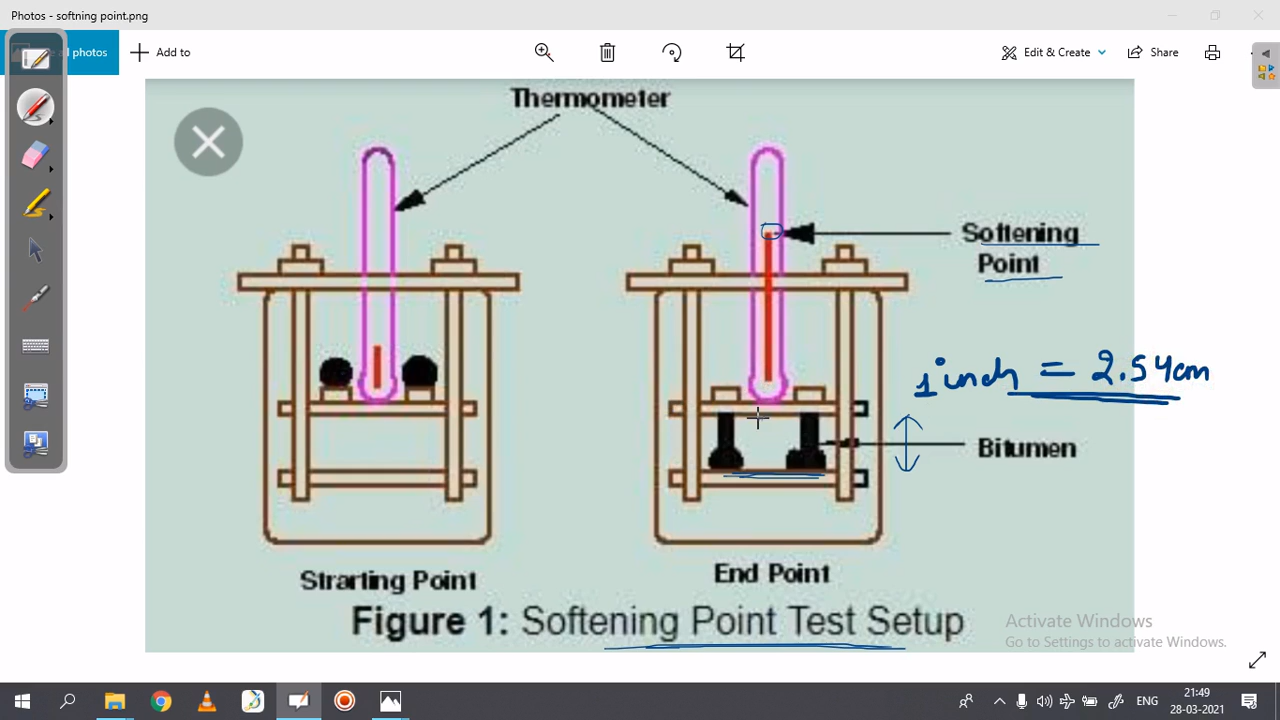 Photos - softning point.png
photos
Add to
Edit & Create
Share
Thermometer
Softening
Point
1 inch = 2.54cm
Bitumen
Strarting Point
End Point
Figure 1: Softening Point Test Setup
Activate Windows
Go to Settings to activate Windows.
ENG
21:49
28-03-2021